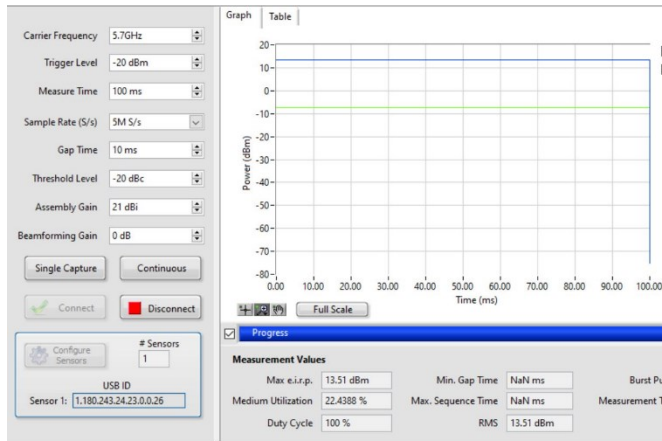 Carrier Frequency 5.7GHz
Trigger Level -20 dBm
Measure Time 100 ms
Sample Rate (S/s) 5M S/s
Gap Time 10 ms
Threshold Level -20 dBc
Assembly Gain 21 dBi
Beamforming Gain 0 dB
Single Capture Continuous
Connect Disconnect
Configure Sensors
# Sensors
1
USB ID
Sensor 1: 1.180.243.24.23.0.0.26
Graph Table
Power (dBm)
20
10
0
-10
-20
-30
-40
-50
-60
-70
-80
0.00 10.00 20.00 30.00 40.00 50.00 60.00 70.00 80.00 90.00 100.00
Time (ms)
Full Scale
Progress
Measurement Values
Max e.i.r.p. 13.51 dBm Min. Gap Time NaN ms Burst Pu
Medium Utilization 22.4388 % Max. Sequence Time NaN ms Measurement T
Duty Cycle 100 % RMS 13.51 dBm